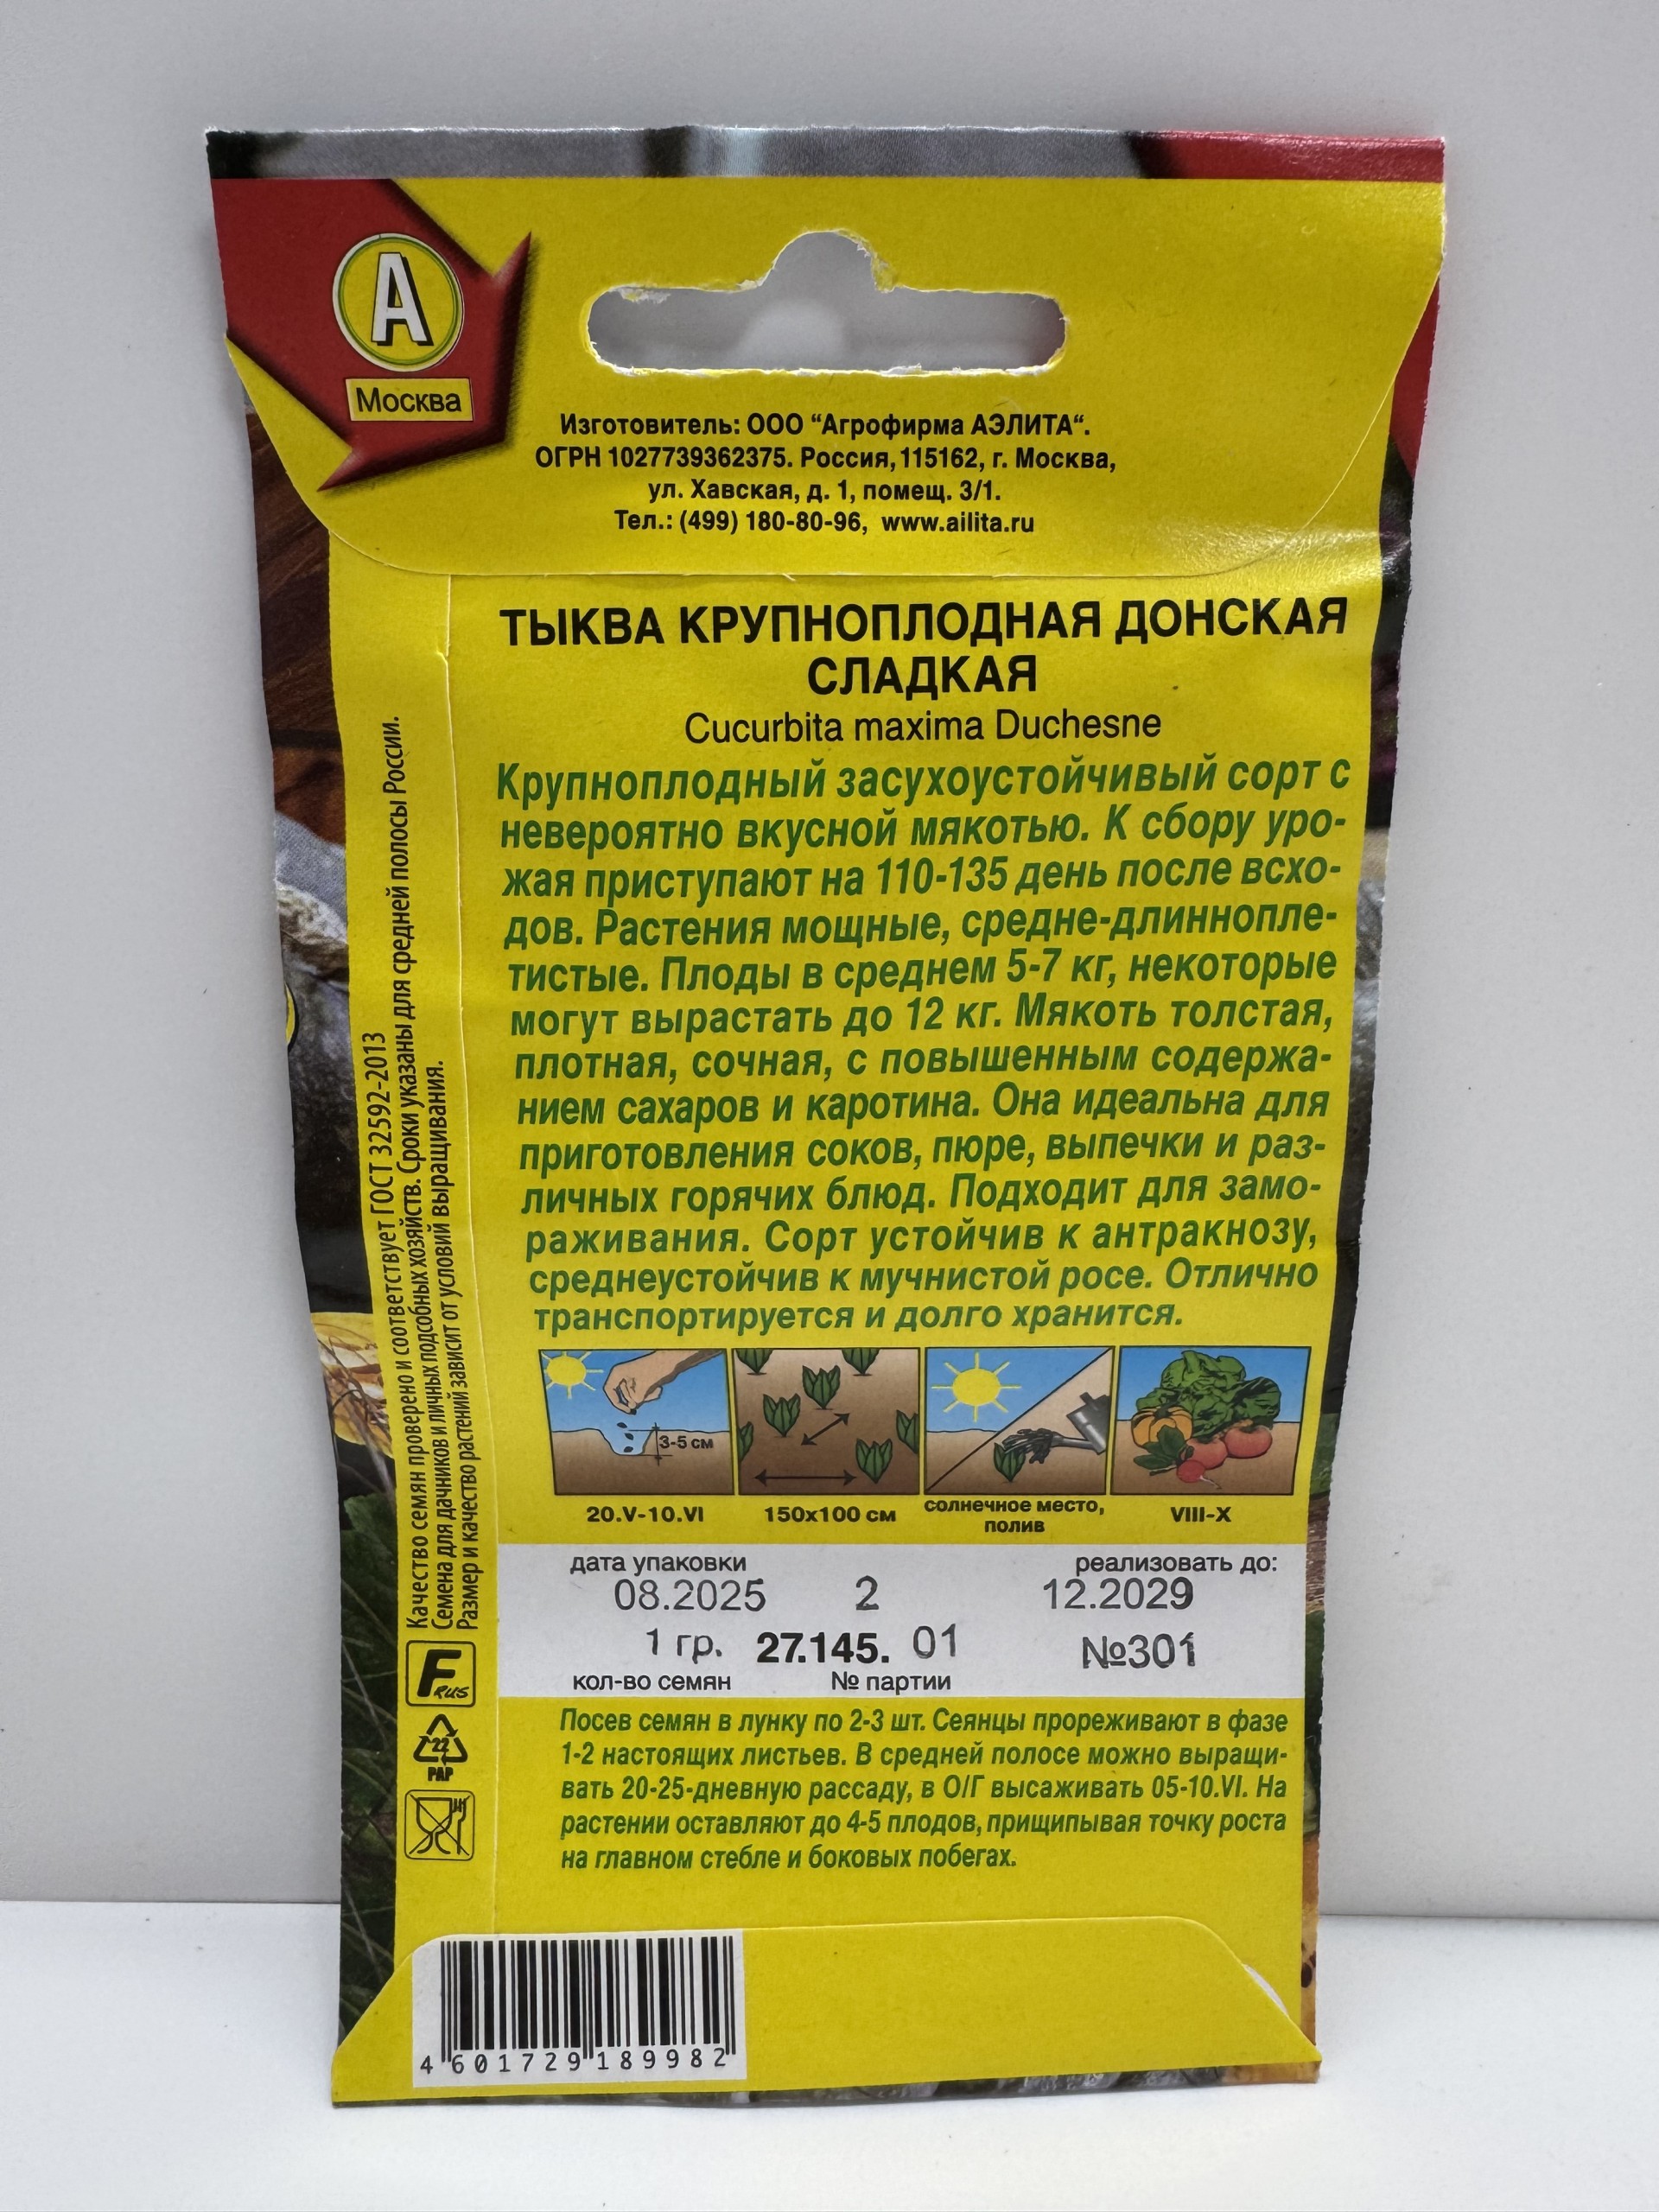 А
Москва
Изготовитель: ООО “Агрофирма АЭЛИТА“.
ОГРН 1027739362375. Россия, 115162, г. Москва,
ул. Хавская, д. 1, помещ. 3/1.
Тел.: (499) 180-80-96, www.ailita.ru
ТЫКВА КРУПНОПЛОДНАЯ ДОНСКАЯ
СЛАДКАЯ
Cucurbita maxima Duchesne
Крупноплодный засухоустойчивый сорт с
невероятно вкусной мякотью. К сбору уро-
жая приступают на 110-135 день после всхо-
дов. Растения мощные, средне-длиннопле-
тистые. Плоды в среднем 5-7 кг, некоторые
могут вырастать до 12 кг. Мякоть толстая,
плотная, сочная, с повышенным содержа-
нием сахаров и каротина. Она идеальна для
приготовления соков, пюре, выпечки и раз-
личных горячих блюд. Подходит для замо-
раживания. Сорт устойчив к антракнозу,
среднеустойчив к мучнистой росе. Отлично
транспортируется и долго хранится.
3-5 см
20.V-10.VI
150х100 см
солнечное место,
полив
VIII-X
дата упаковки
реализовать до:
08.2025 2 12.2029
1 гр. 27.145. 01 №301
кол-во семян
№ партии
Посев семян в лунку по 2-3 шт. Сеянцы прореживают в фазе
1-2 настоящих листьев. В средней полосе можно выращи-
вать 20-25-дневную рассаду, в О/Г высаживать 05-10.VI. На
растении оставляют до 4-5 плодов, прищипывая точку роста
на главном стебле и боковых побегах.
Качество семян проверено и соответствует ГОСТ 32592-2013
Семена для дачников и личных подсобных хозяйств. Сроки указаны для средней полосы России.
Размер и качество растений зависит от условий выращивания.
F RUS
22
PAP
4 601729 189982